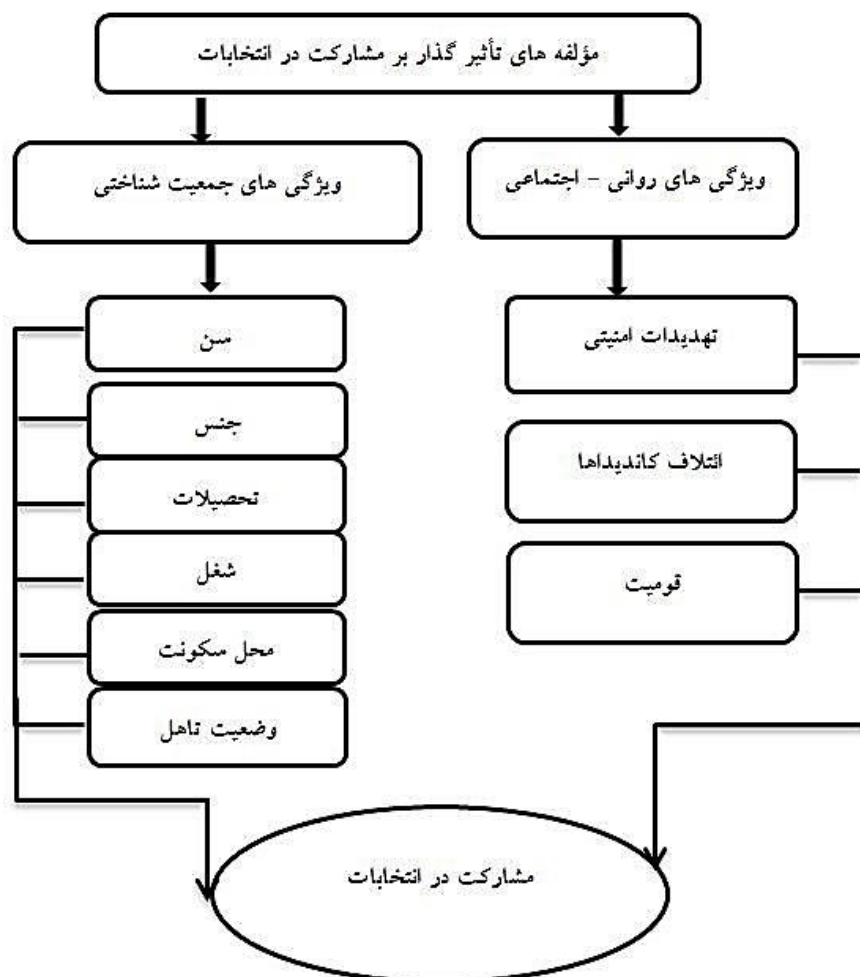 مؤلفه های تأثیر گذار بر مشارکت در انتخابات
ویژگی های روانی – اجتماعی
ویژگی های جمعیت شناختی
تهدیدات امنیتی
ائتلاف کاندیداها
قومیت
سن
جنس
تحصیلات
شغل
محل سکونت
وضعیت تاهل
مشارکت در انتخابات